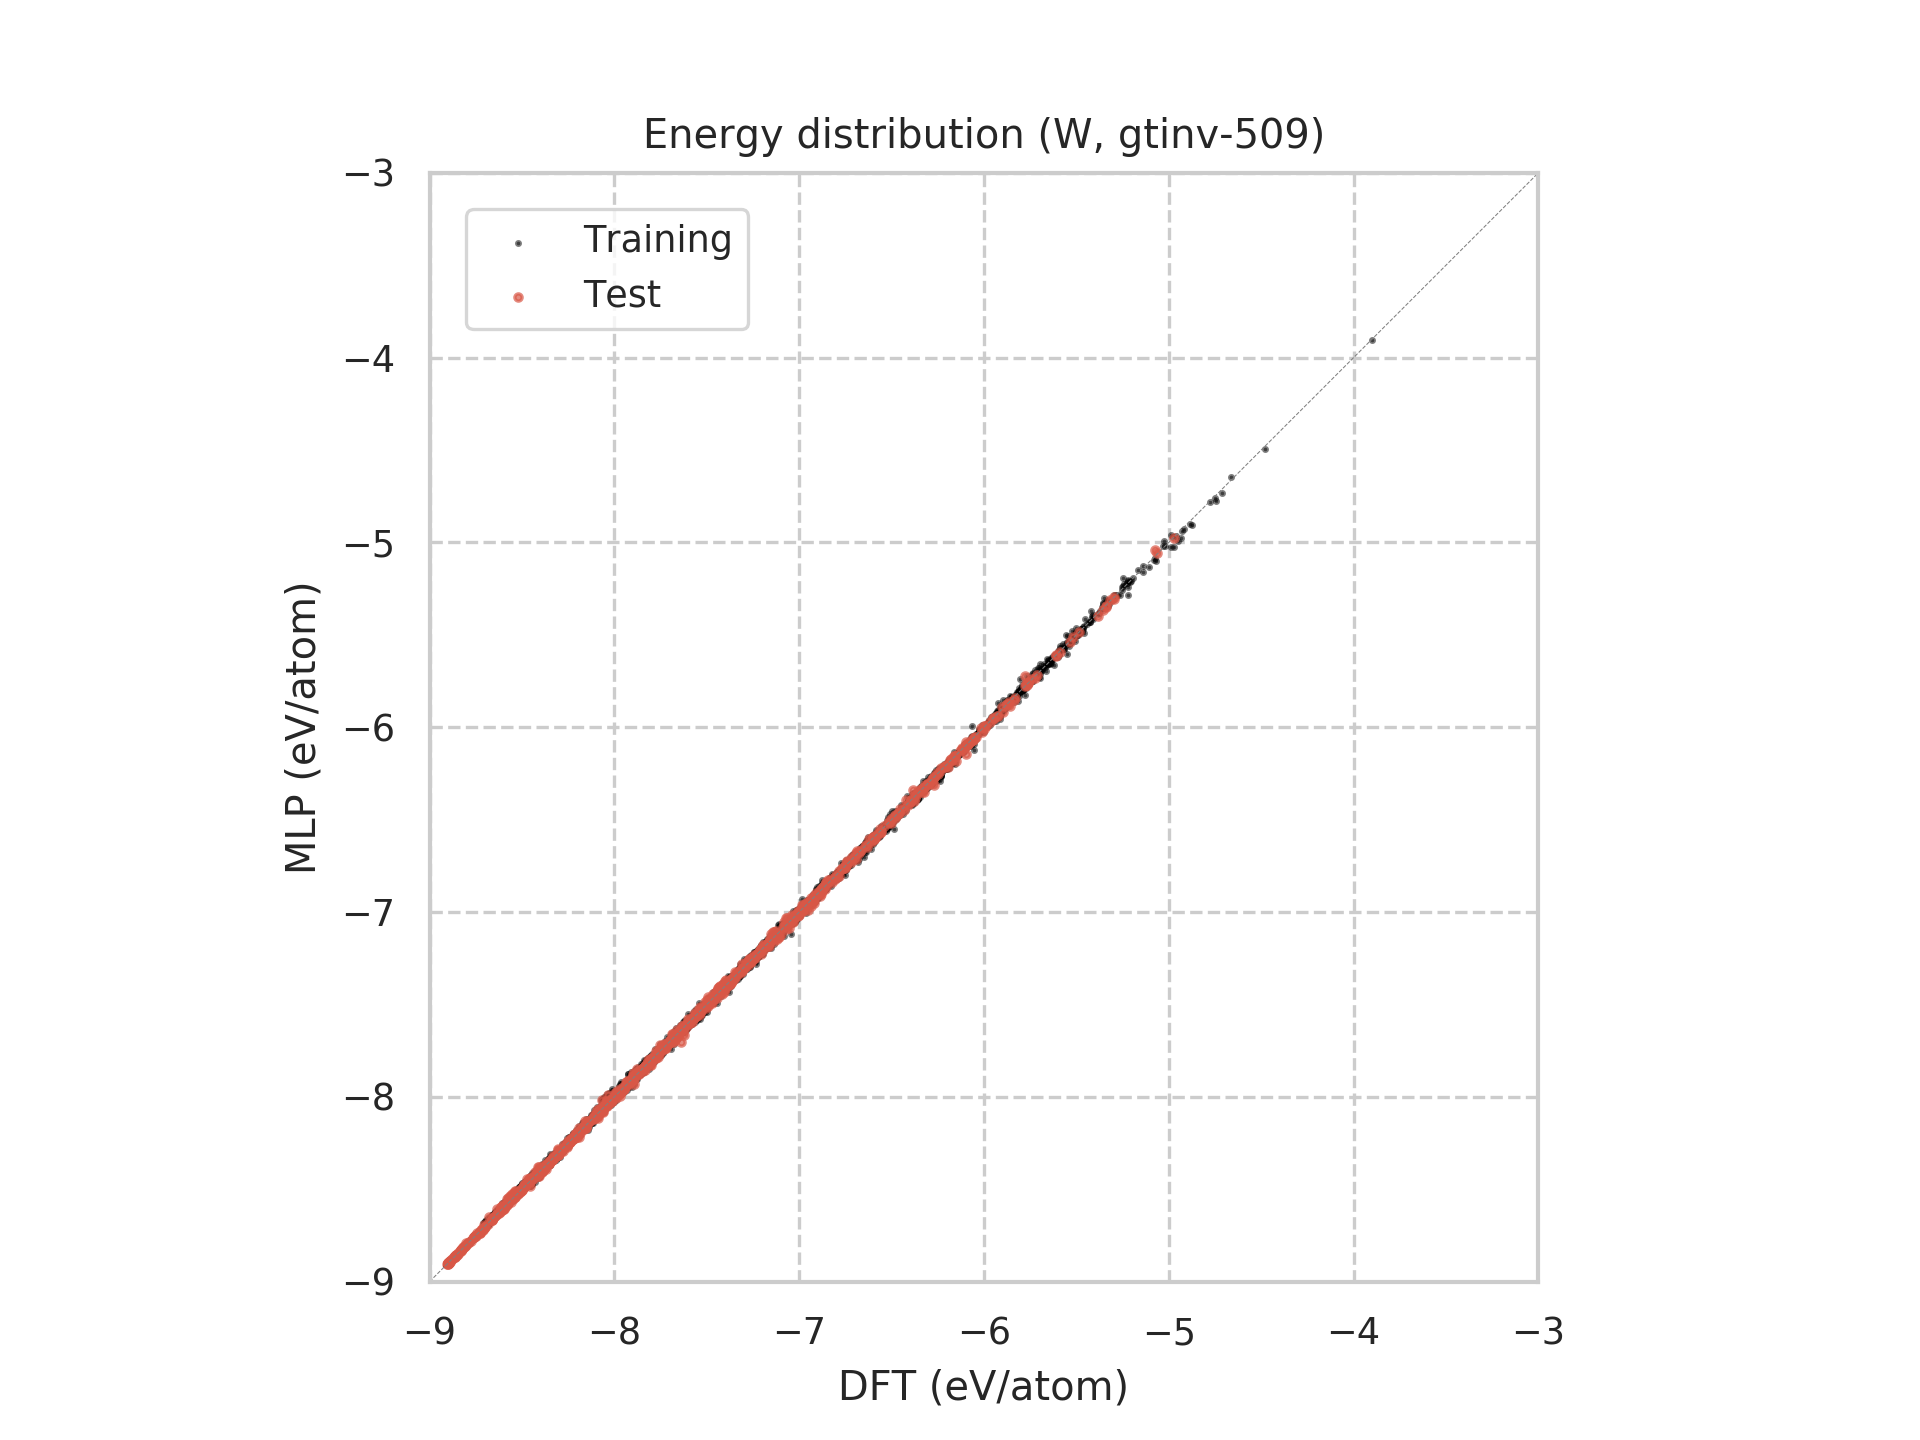 Energy distribution (W, gtinv-509)
−3
−4
−5
−6
−7
−8
−9
MLP (eV/atom)
Training
Test
−9 −8 −7 −6 −5 −4 −3
DFT (eV/atom)